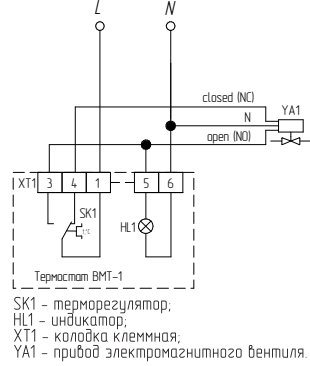 L N
closed (NC)
YA1
N
open (NO)
XT1 3 4 1 5 6
SK1
HL1
t,°C
Термостат ВМТ-1
SK1 - терморегулятор;
HL1 - индикатор;
XT1 - колодка клеммная;
YA1 - привод электромагнитного вентиля.